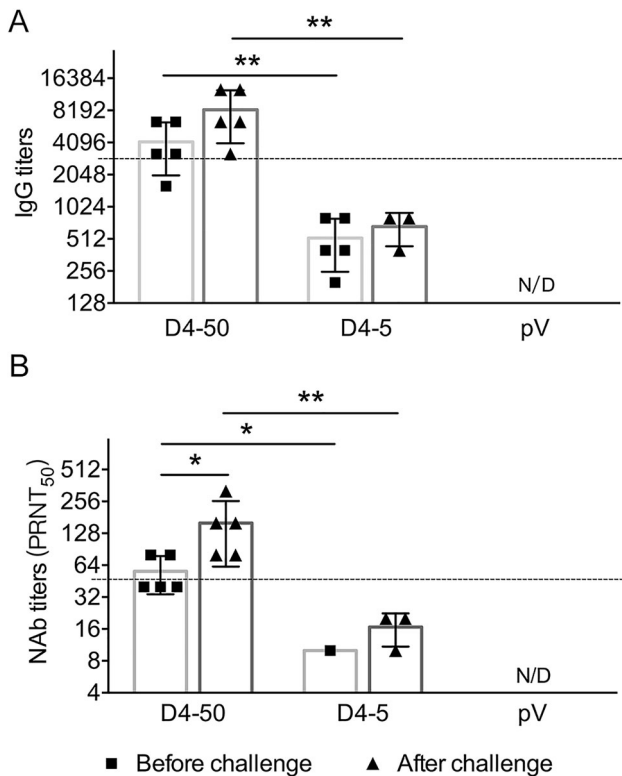 A
**
**
IgG titers
16384
8192
4096
2048
1024
512
256
128
N/D
D4-50 D4-5 pV
B
**
*
*
NAb titers (PRNT50)
512
256
128
64
32
16
8
4
N/D
D4-50 D4-5 pV
■ Before challenge ▲ After challenge